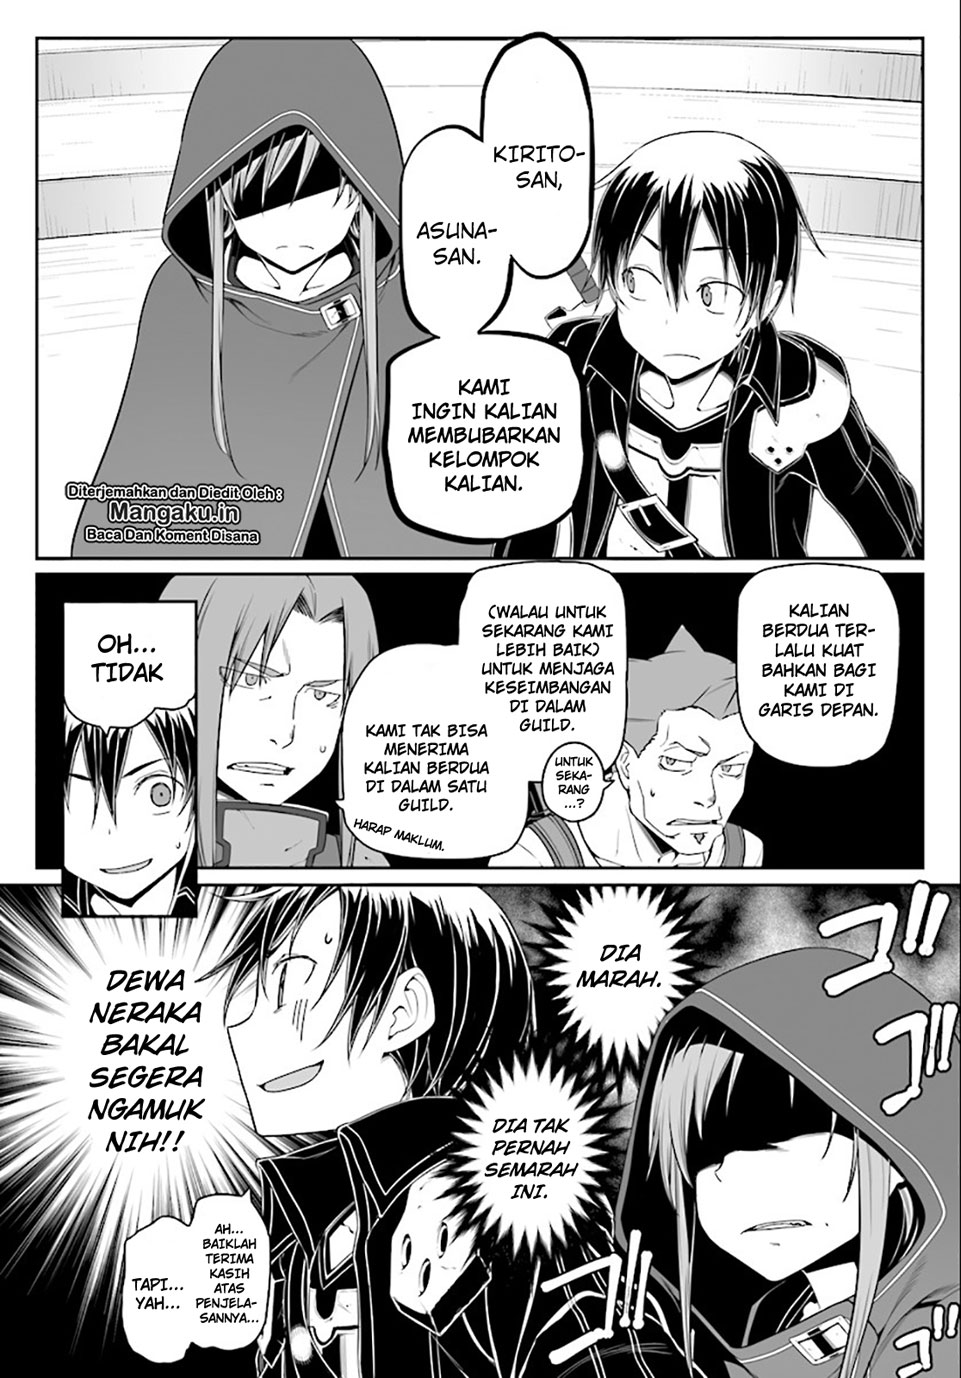 KIRITO-
SAN,
ASUNA-
SAN.
KAMI
INGIN KALIAN
MEMBUBARKAN
KELOMPOK
KALIAN.
Diterjemahkan dan Diedit Oleh :
Mangaku.in
Baca Dan Koment Disana
KALIAN
BERDUA TER-
LALU KUAT
BAHKAN BAGI
KAMI DI
GARIS DEPAN.
(WALAU UNTUK
SEKARANG KAMI
LEBIH BAIK)
UNTUK MENJAGA
KESEIMBANGAN
DI DALAM
GUILD.
UNTUK
SEKA-
RANG
...?
KAMI TAK BISA
MENERIMA
KALIAN BERDUA
DI DALAM SATU
GUILD.
HARAP MAKLUM.
OH...
TIDAK
DIA
MARAH.
DIA TAK
PERNAH
SEMARAH
INI.
DEWA
NERAKA
BAKAL
SEGERA
NGAMUK
NIH!!
AH...
BAIKLAH
TERIMA
KASIH
ATAS
PENJELA-
SANNYA...
TAPI...
YAH...
ゴ!!
ゴ!!
ゴ!!
ゴ!!